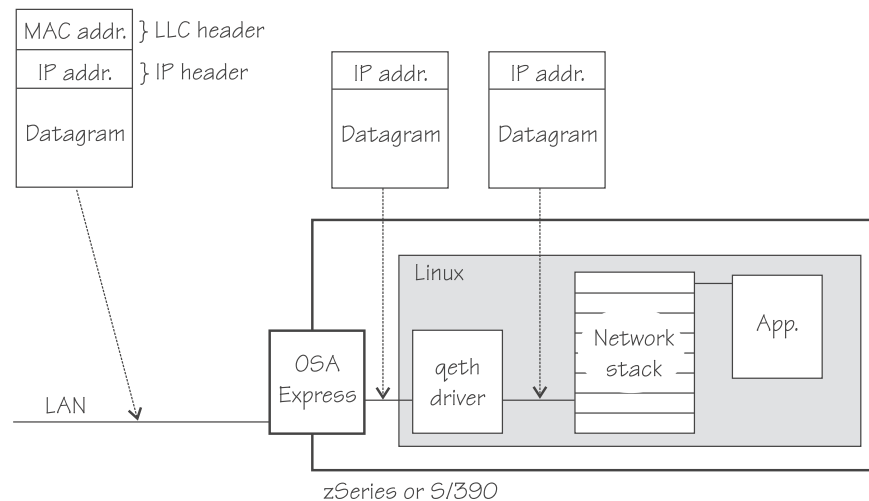 MAC addr. } LLC header
IP addr. } IP header
Datagram
IP addr.
Datagram
IP addr.
Datagram
Linux
OSA
Express
qeth
driver
Network
stack
App.
LAN
zSeries or S/390